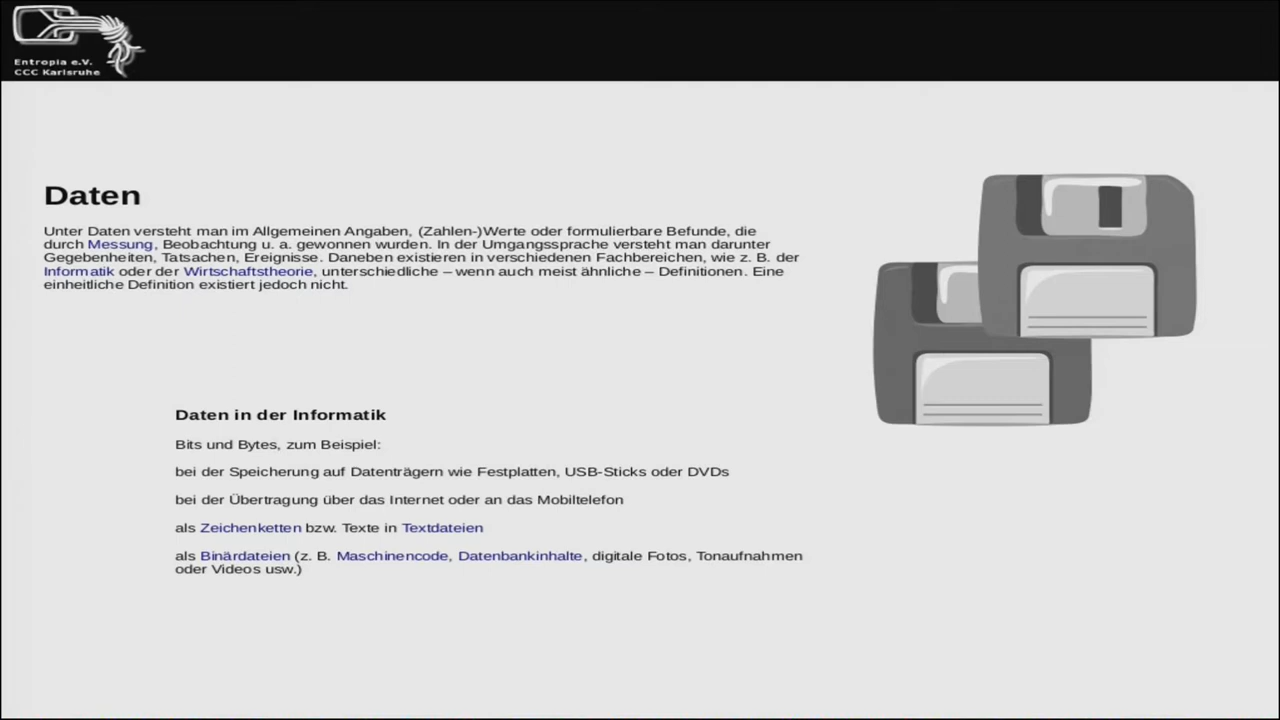 Entropia e.V.
CCC Karlsruhe
Daten
Unter Daten versteht man im Allgemeinen Angaben, (Zahlen-)Werte oder formulierbare Befunde, die
durch Messung, Beobachtung u. a. gewonnen wurden. In der Umgangssprache versteht man darunter
Gegebenheiten, Tatsachen, Ereignisse. Daneben existieren in verschiedenen Fachbereichen, wie z. B. der
Informatik oder der Wirtschaftstheorie, unterschiedliche – wenn auch meist ähnliche – Definitionen. Eine
einheitliche Definition existiert jedoch nicht.
Daten in der Informatik
Bits und Bytes, zum Beispiel:
bei der Speicherung auf Datenträgern wie Festplatten, USB-Sticks oder DVDs
bei der Übertragung über das Internet oder an das Mobiltelefon
als Zeichenketten bzw. Texte in Textdateien
als Binärdateien (z. B. Maschinencode, Datenbankinhalte, digitale Fotos, Tonaufnahmen
oder Videos usw.)